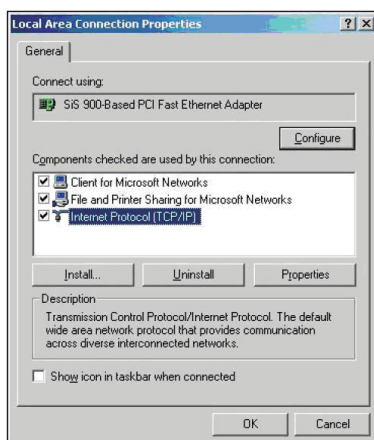 Local Area Connection Properties
General
Connect using:
SiS 900-Based PCI Fast Ethernet Adapter
Configure
Components checked are used by this connection:
Client for Microsoft Networks
File and Printer Sharing for Microsoft Networks
Internet Protocol (TCP/IP)
Install... Uninstall Properties
Description
Transmission Control Protocol/Internet Protocol. The default
wide area network protocol that provides communication
across diverse interconnected networks.
Show icon in taskbar when connected
OK Cancel